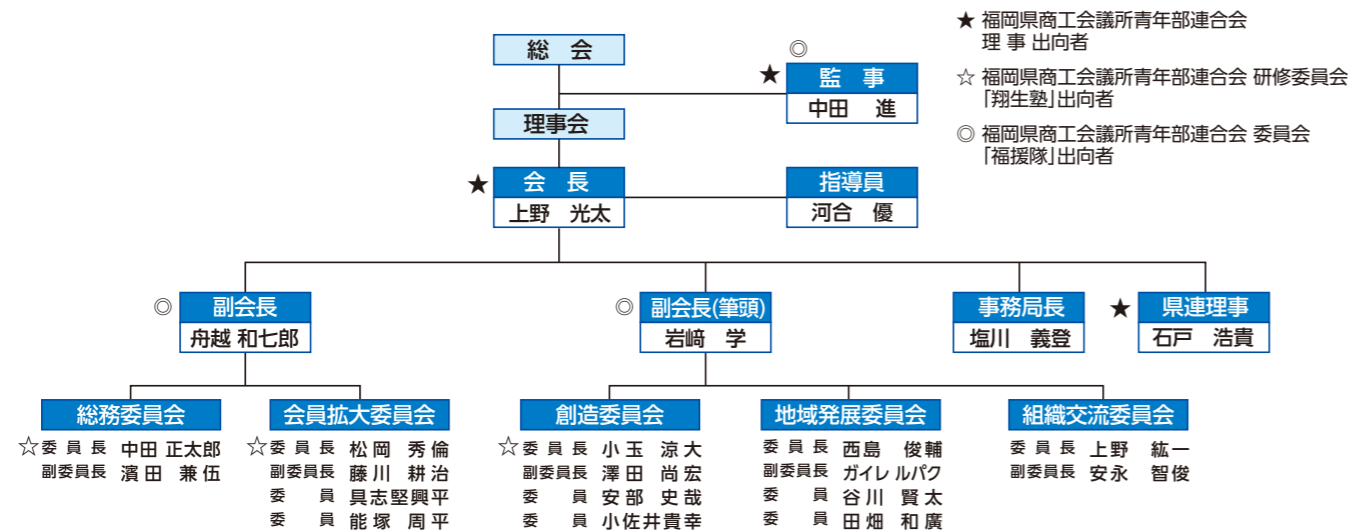 ★ 福岡県商工会議所青年部連合会
理 事 出向者
☆ 福岡県商工会議所青年部連合会 研修委員会
「翔生塾」出向者
◎ 福岡県商工会議所青年部連合会 委員会
「福援隊」出向者
総 会
◎
★ 監 事
中田 進
理事会
★ 会 長
上野 光太
指導員
河合 優
◎ 副会長
舟越 和七郎
◎ 副会長(筆頭)
岩﨑 学
事務局長
塩川 義登
★ 県連理事
石戸 浩貴
総務委員会
☆委 員 長 中田 正太郎
副委員長 濱田 兼伍
会員拡大委員会
☆委 員 長 松岡 秀倫
副委員長 藤川 耕治
委 員 具志堅興平
委 員 能塚 周平
創造委員会
☆委 員 長 小玉 涼大
副委員長 澤田 尚宏
委 員 安部 史哉
委 員 小佐井貴幸
地域発展委員会
委 員 長 西島 俊輔
副委員長 ガイレ ルパク
委 員 谷川 賢太
委 員 田畑 和廣
組織交流委員会
委 員 長 上野 紘一
副委員長 安永 智俊